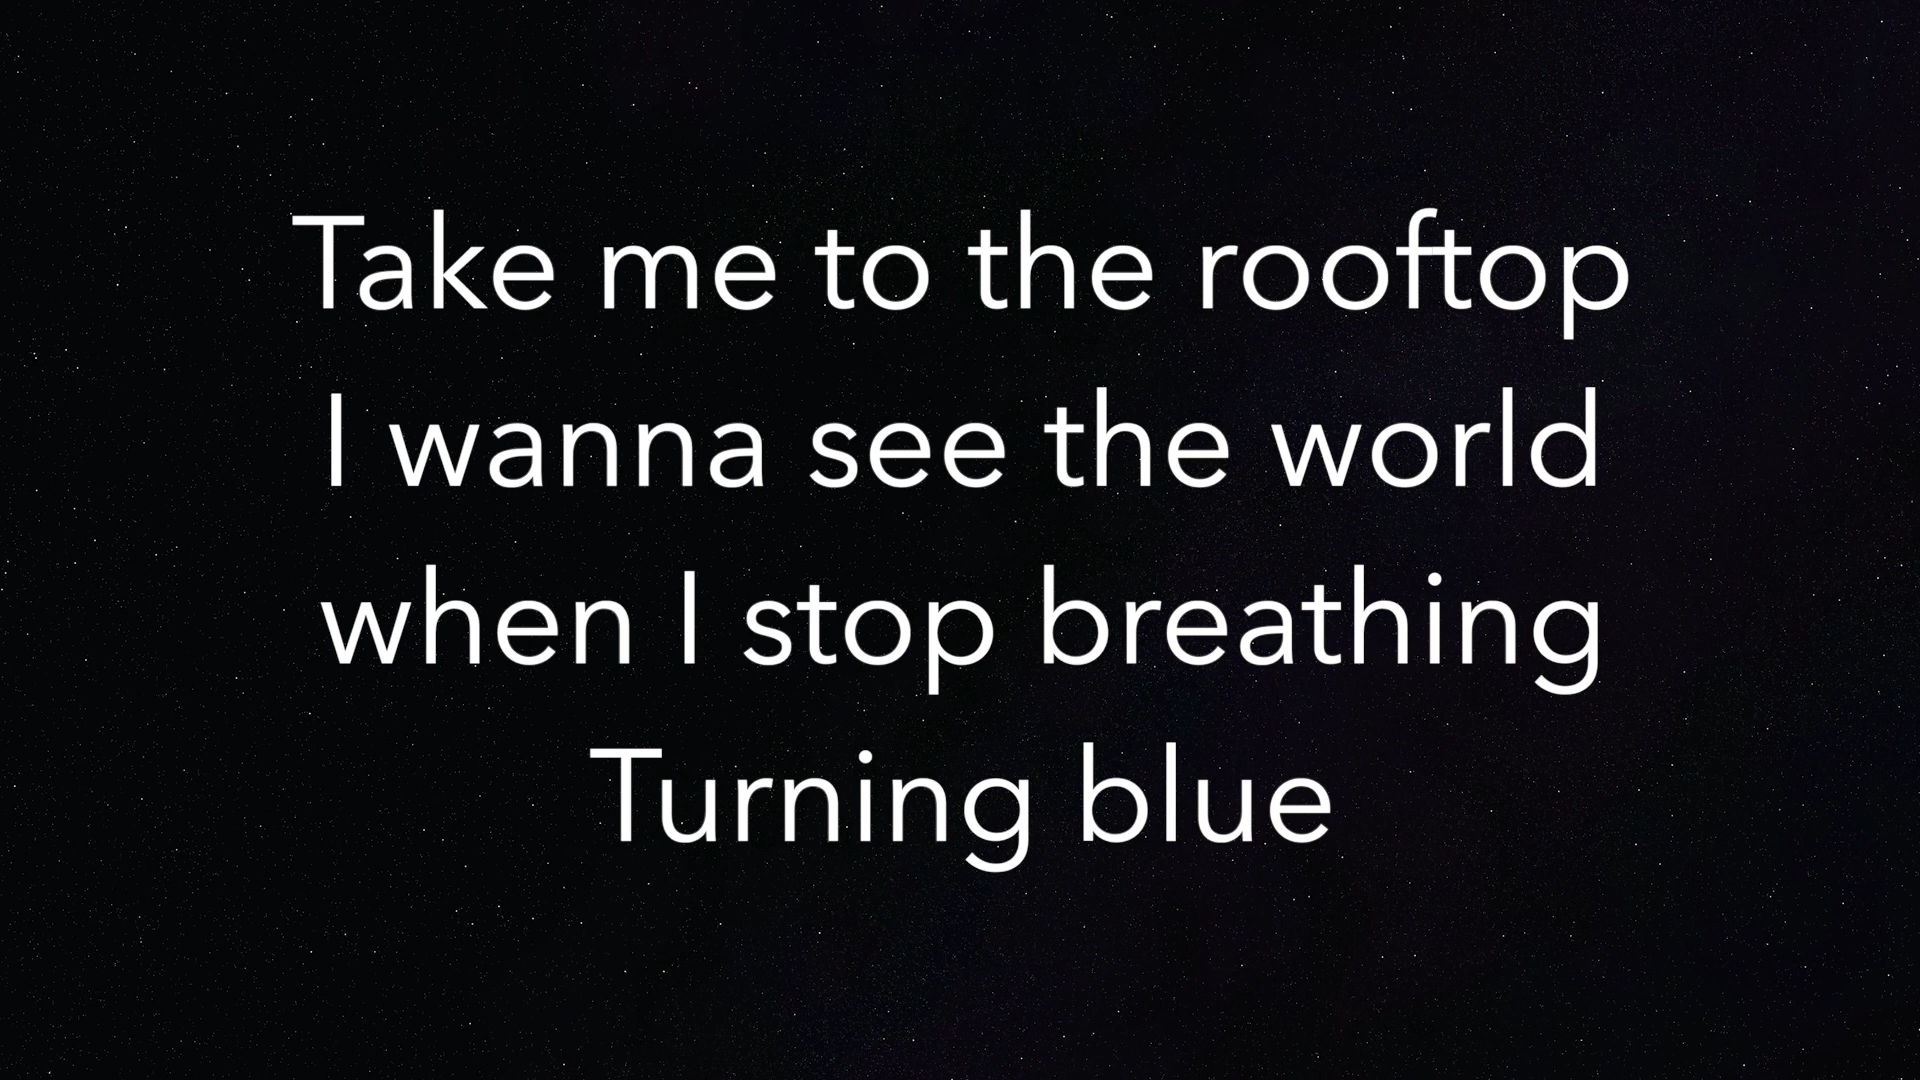 Take me to the rooftop
I wanna see the world
when I stop breathing
Turning blue